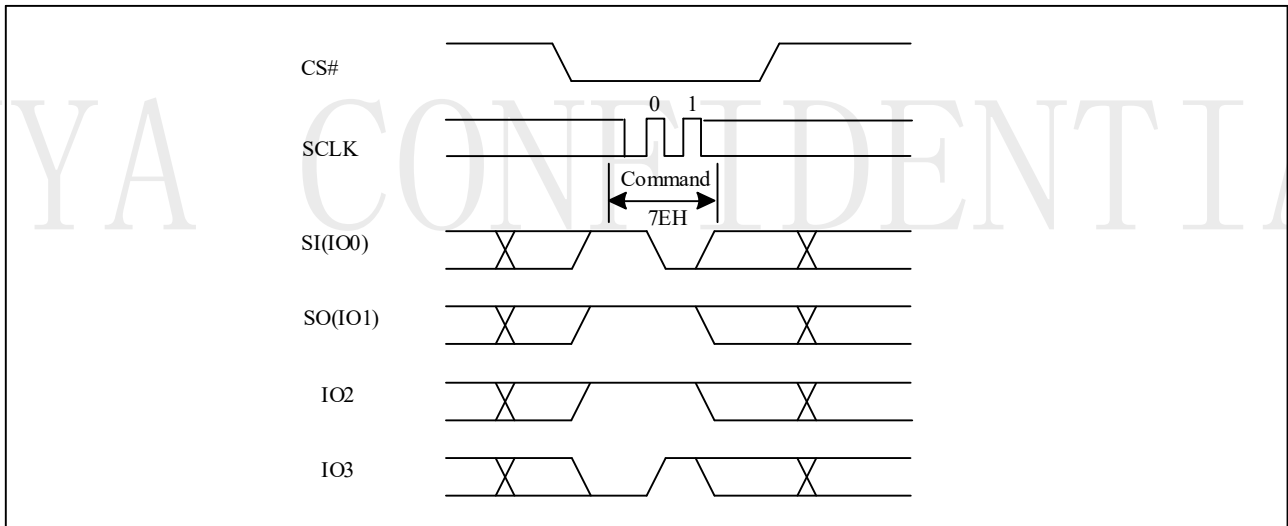 CS#
0 1
SCLK
Command
7EH
SI(IO0)
SO(IO1)
IO2
IO3
YA CONFIDENTIA